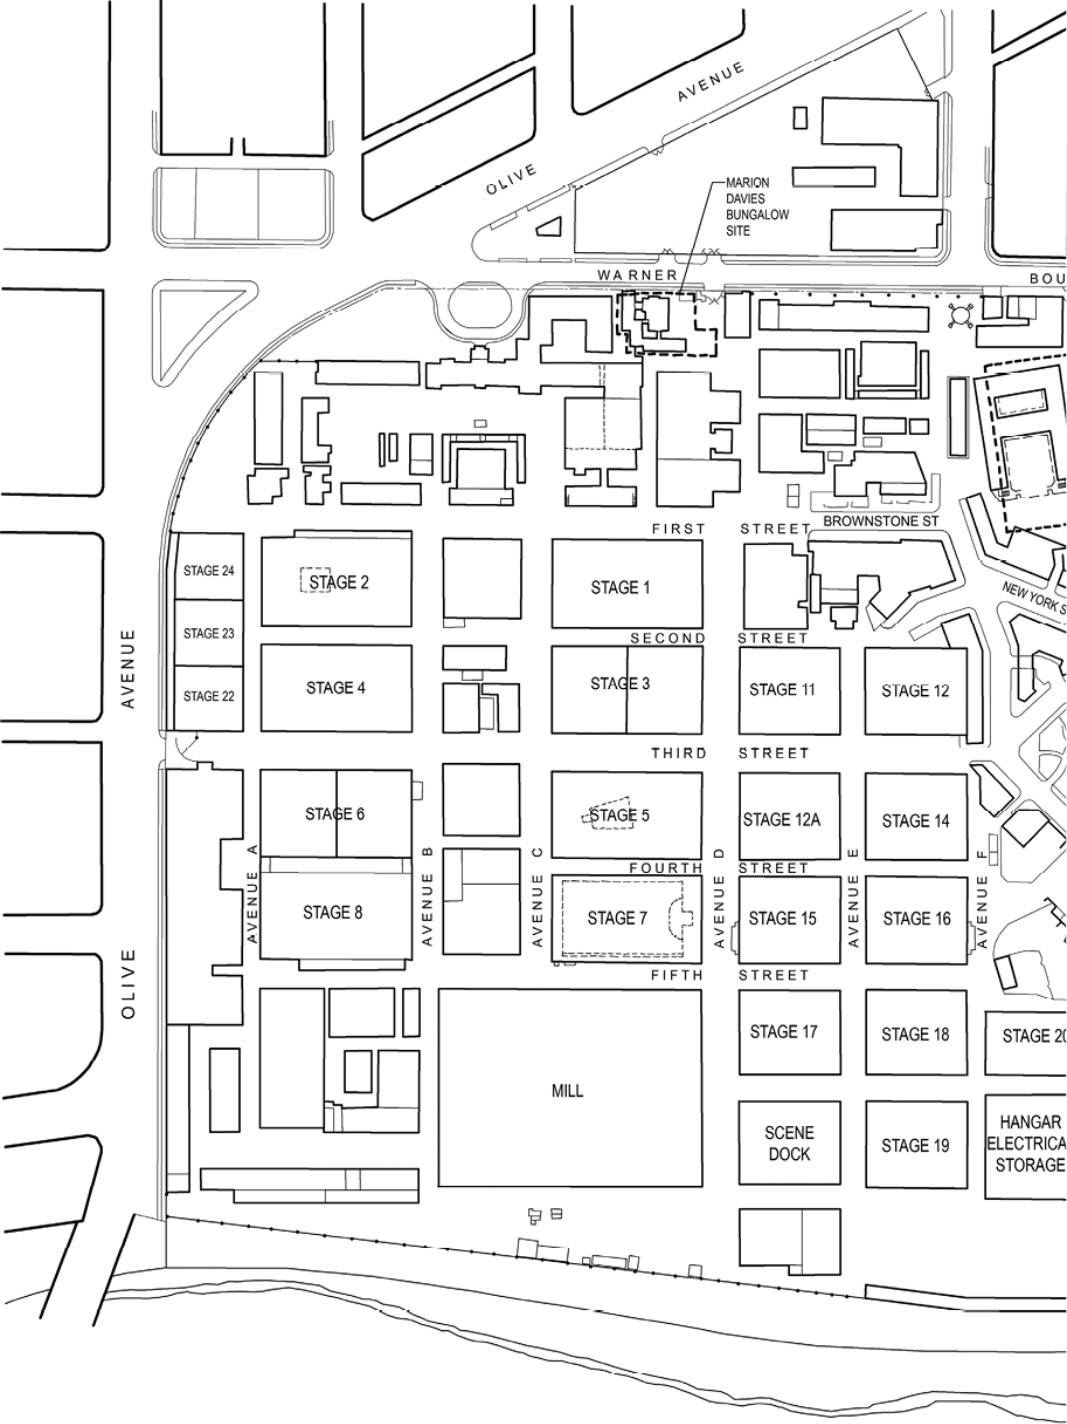 AVENUE
OLIVE
MARION
DAVIES
BUNGALOW
SITE
WARNER
BOU
FIRST STREET
BROWNSTONE ST
STAGE 24
STAGE 2
STAGE 1
NEW YORK S
STAGE 23
SECOND STREET
AVENUE
STAGE 22
STAGE 4
STAGE 3
STAGE 11
STAGE 12
THIRD STREET
STAGE 6
STAGE 5
STAGE 12A
STAGE 14
FOURTH STREET
AVENUE A
AVENUE B
AVENUE C
AVENUE D
AVENUE E
AVENUE F
STAGE 8
STAGE 7
STAGE 15
STAGE 16
FIFTH STREET
OLIVE
STAGE 17
STAGE 18
STAGE 20
MILL
SCENE
DOCK
STAGE 19
HANGAR
ELECTRICA
STORAGE